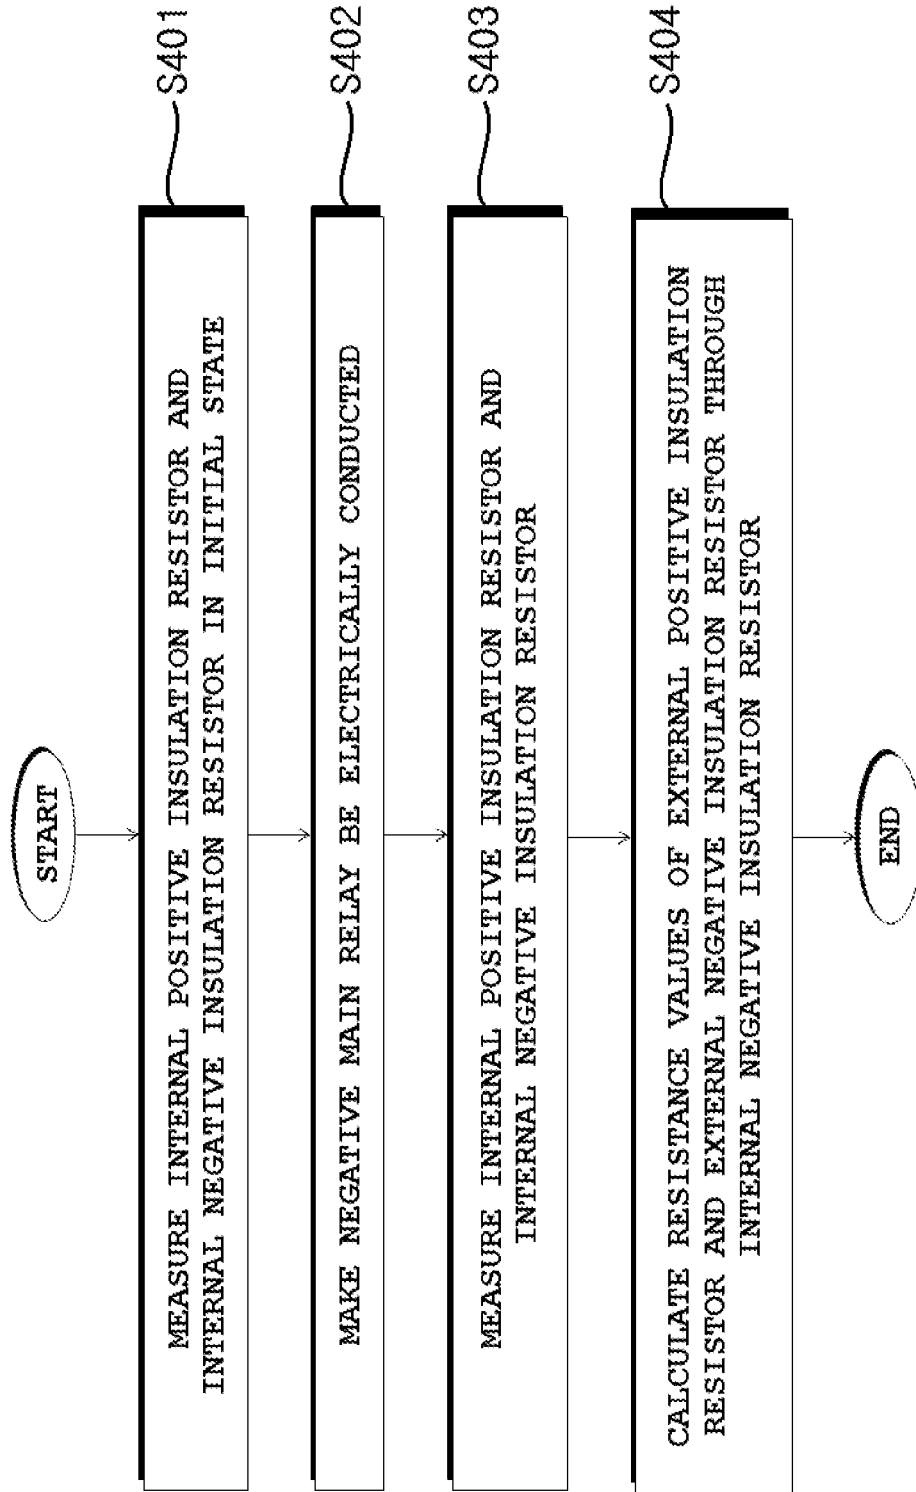 START
MEASURE INTERNAL POSITIVE INSULATION RESISTOR AND
INTERNAL NEGATIVE INSULATION RESISTOR IN INITIAL STATE
S401
MAKE NEGATIVE MAIN RELAY BE ELECTRICALLY CONDUCTED
S402
MEASURE INTERNAL POSITIVE INSULATION RESISTOR AND
INTERNAL NEGATIVE INSULATION RESISTOR
S403
CALCULATE RESISTANCE VALUES OF EXTERNAL POSITIVE INSULATION
RESISTOR AND EXTERNAL NEGATIVE INSULATION RESISTOR THROUGH
INTERNAL NEGATIVE INSULATION RESISTOR
S404
END